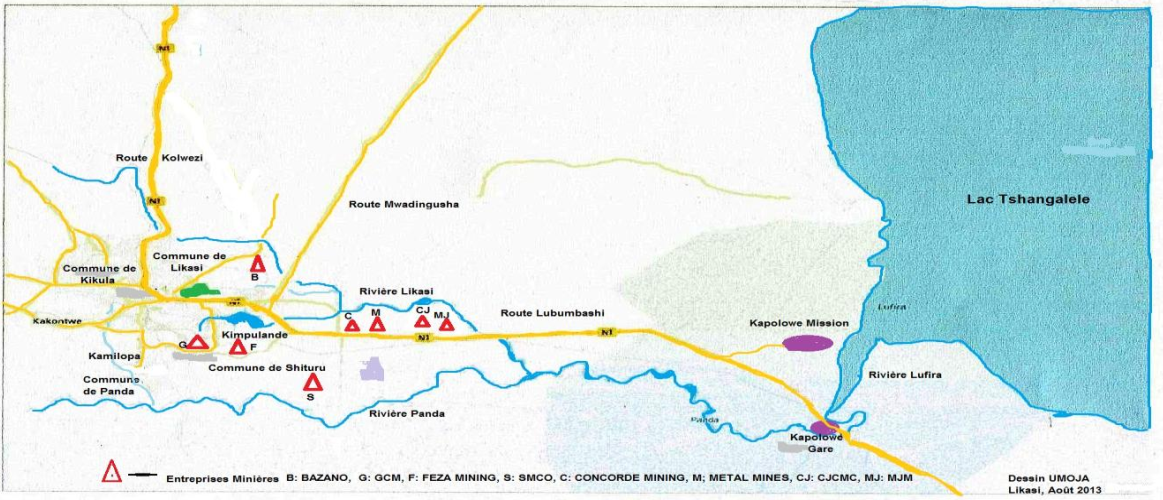 N1
Route Kolwezi
N1
Route Mwadingusha
Lac Tshangalele
Commune de
Likasi
Commune de
Kikula
B
Rivière Likasi
Lufira
C
M
CJ
MJ
Route Lubumbashi
Kapolowe Mission
Kakontwe
Kimpulande
G
F
N1
N1
Kamilopa
Commune de Shituru
Rivière Lufira
Commune
de Panda
S
Rivière Panda
Panda
Kapolowe
Gare
Entreprises Minières B: BAZANO, G: GCM, F: FEZA MINING, S: SMCO, C: CONCORDE MINING, M; METAL MINES, CJ: CJCMC, MJ: MJM
Dessin UMOJA
Likasi, Août 2013